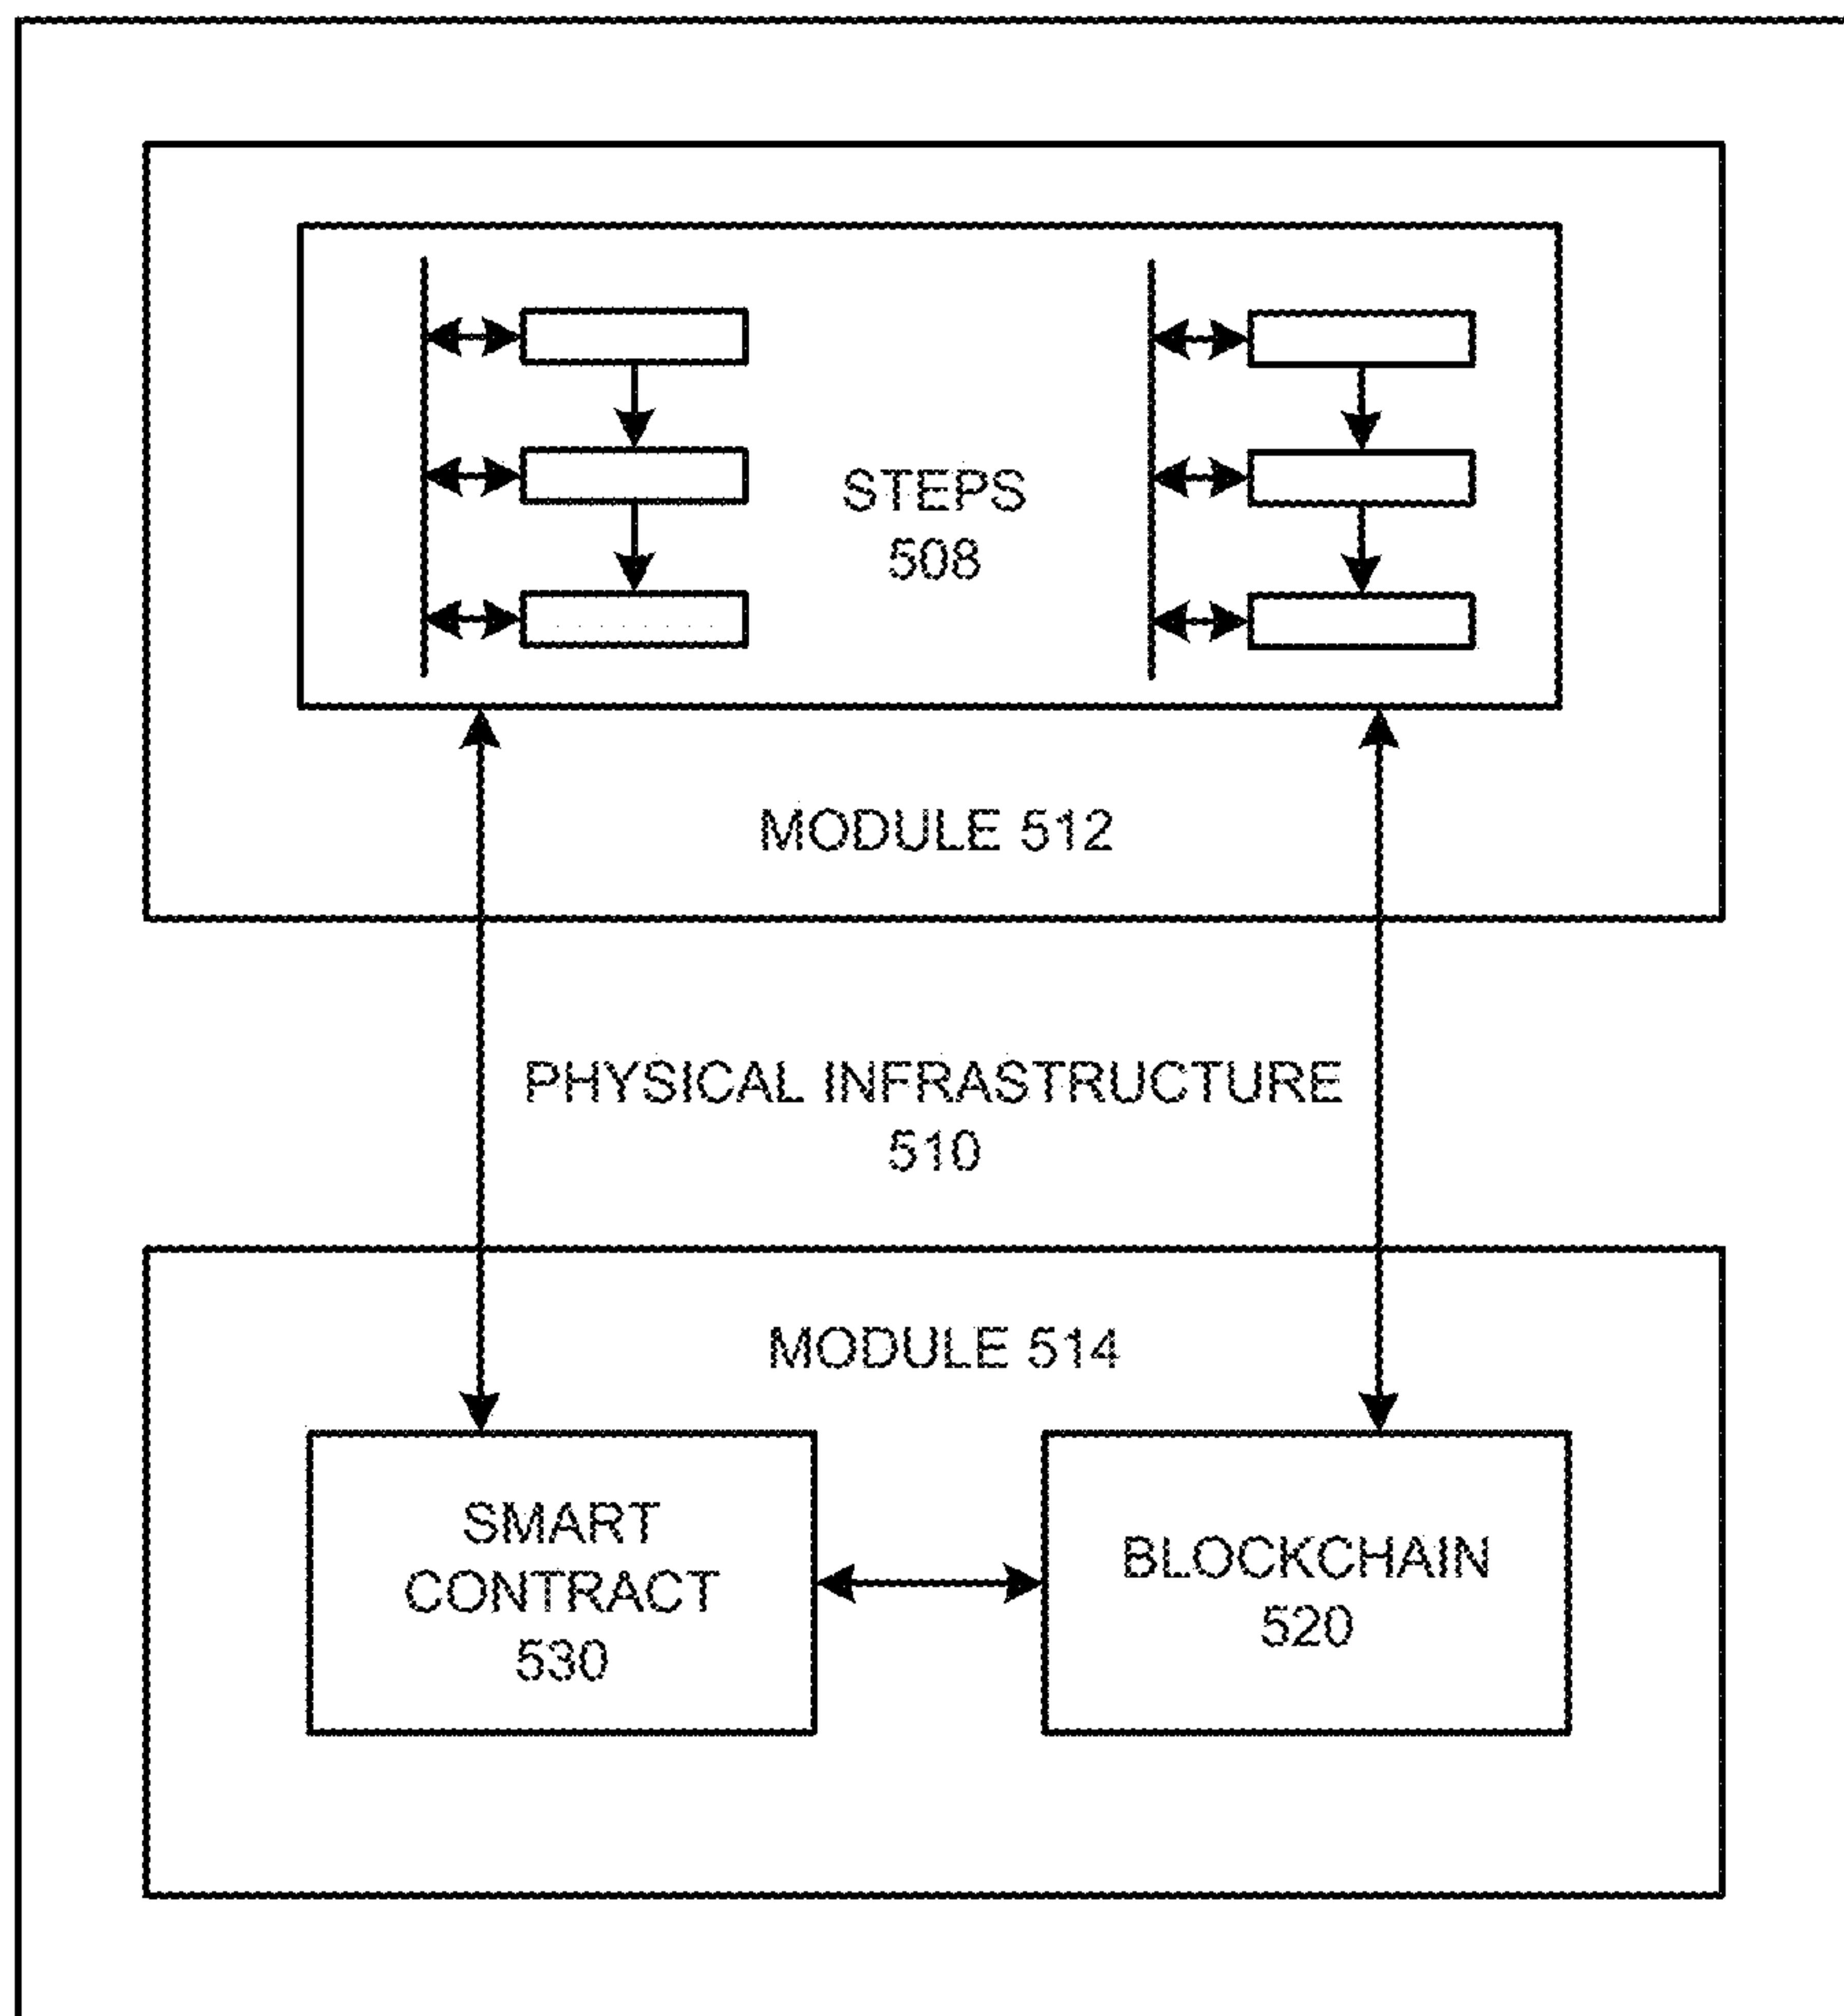 STEPS
508
MODULE 512
PHYSICAL INFRASTRUCTURE
510
MODULE 514
SMART
CONTRACT
530
BLOCKCHAIN
520